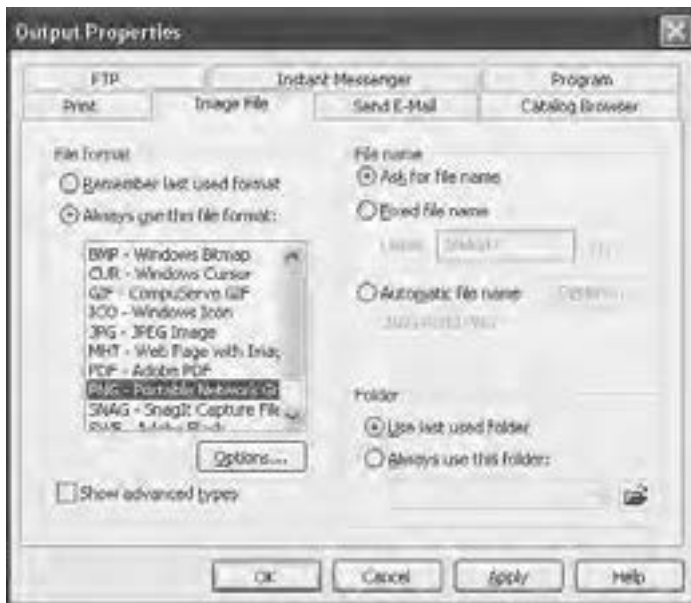 Output Properties
FTP
Instant Messenger
Program
Print
Image File
Send E-Mail
Catalog Browser
File format
Remember last used format
Always use this file format:
BMP - Windows Bitmap
CUR - Windows Cursor
GIF - CompuServe GIF
ICO - Windows Icon
JPG - JPEG Image
MHT - Web Page with Imag
PDF - Adobe PDF
PNG - Portable Network Gr
SNAG - SnagIt Capture File
Options...
Show advanced types
File name
Ask for file name
Fixed file name
Automatic file name
Folder
Use last used folder
Always use this folder:
OK
Cancel
Apply
Help